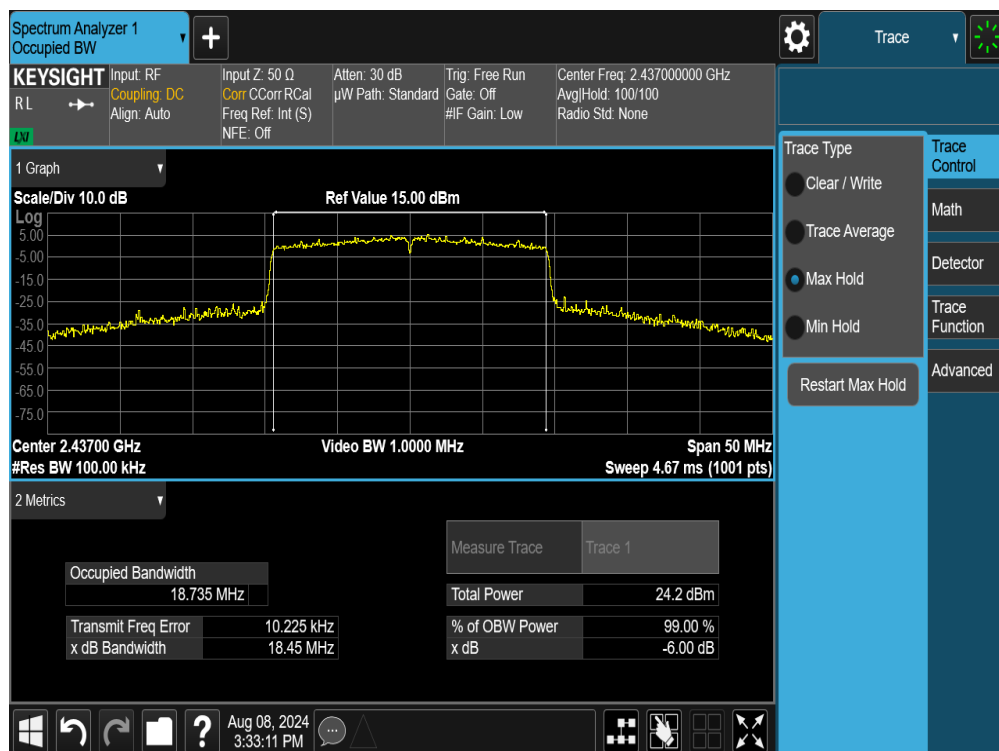 Spectrum Analyzer 1
Occupied BW
Trace
KEYSIGHT
R L
LXI
Input: RF
Coupling: DC
Align: Auto
Input Z: 50 Ω
Corr CCorr RCal
Freq Ref: Int (S)
NFE: Off
Atten: 30 dB
µW Path: Standard
Trig: Free Run
Gate: Off
#IF Gain: Low
Center Freq: 2.437000000 GHz
Avg|Hold: 100/100
Radio Std: None
1 Graph
Scale/Div 10.0 dB
Ref Value 15.00 dBm
Log
5.00
-5.00
-15.0
-25.0
-35.0
-45.0
-55.0
-65.0
-75.0
Center 2.43700 GHz
Video BW 1.0000 MHz
Span 50 MHz
#Res BW 100.00 kHz
Sweep 4.67 ms (1001 pts)
2 Metrics
Measure Trace
Trace 1
Occupied Bandwidth
18.735 MHz
Total Power
24.2 dBm
Transmit Freq Error
10.225 kHz
% of OBW Power
99.00 %
x dB Bandwidth
18.45 MHz
x dB
-6.00 dB
Trace Type
Clear / Write
Trace Average
Max Hold
Min Hold
Restart Max Hold
Trace
Control
Math
Detector
Trace
Function
Advanced
?
Aug 08, 2024
3:33:11 PM